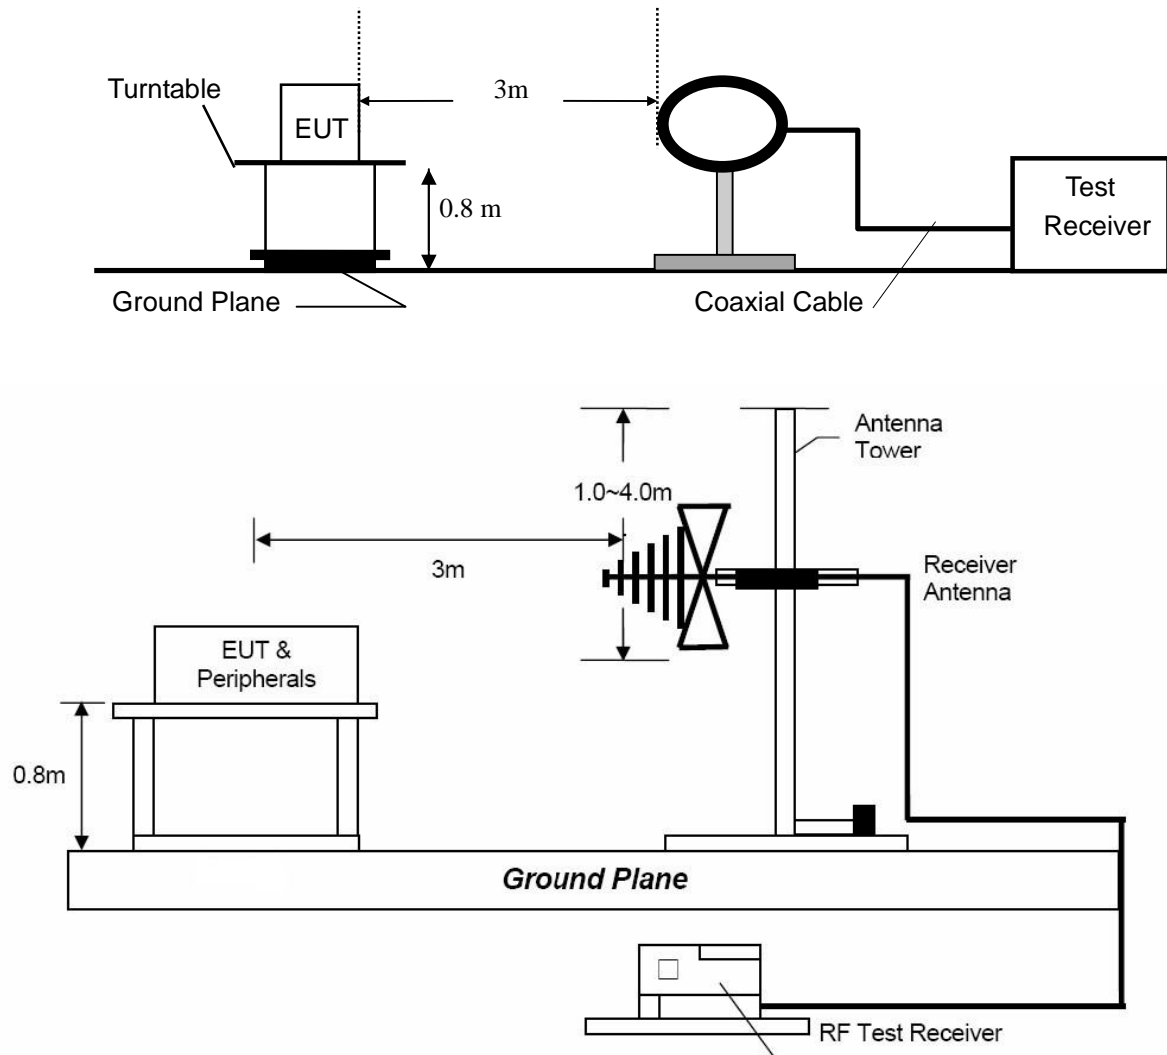 Turntable
3m
EUT
0.8 m
Test
Receiver
Ground Plane
Coaxial Cable
Antenna
Tower
1.0~4.0m
3m
Receiver
Antenna
EUT &
Peripherals
0.8m
Ground Plane
RF Test Receiver